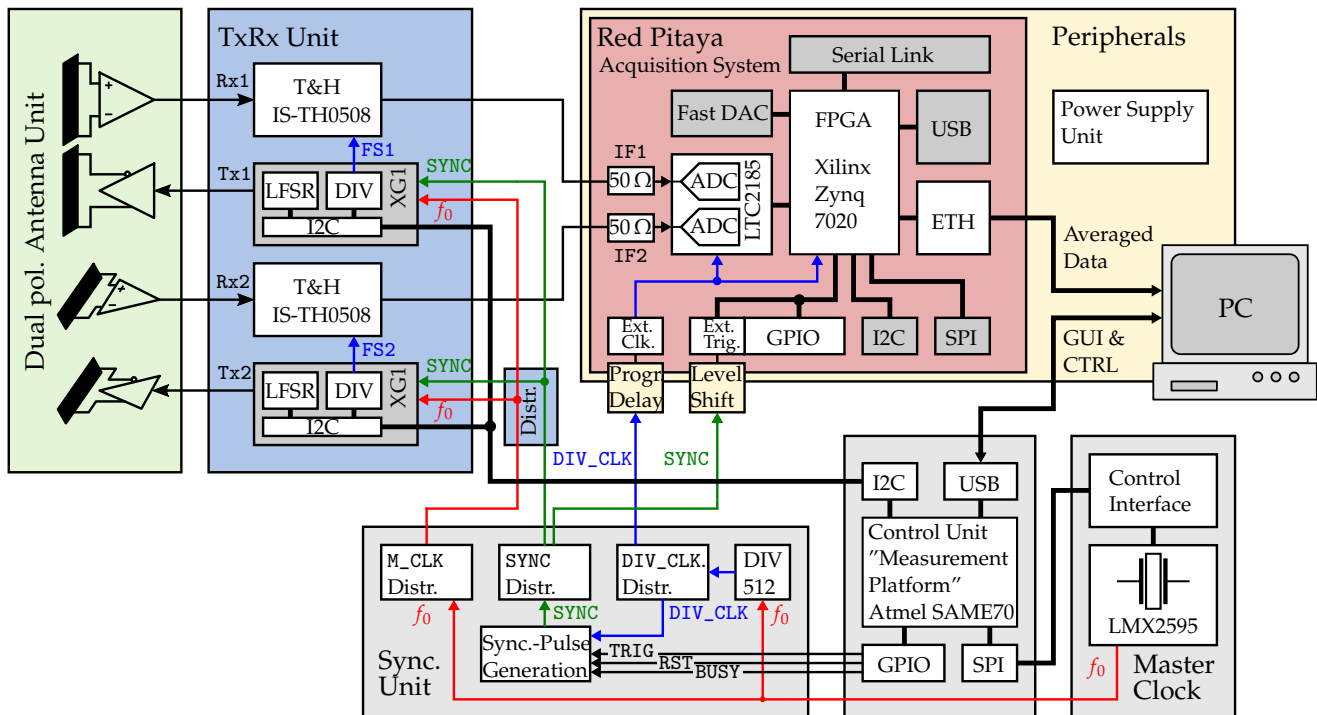 Dual pol. Antenna Unit
+
−
+
−
Rx1
Tx1
Rx2
Tx2
TxRx Unit
T&H
IS-TH0508
FS1
LFSR
DIV
I2C
XG1
SYNC
f0
T&H
IS-TH0508
FS2
LFSR
DIV
I2C
XG1
SYNC
f0
Distr.
Red Pitaya
Acquisition System
Serial Link
Fast DAC
FPGA
Xilinx
Zynq
7020
USB
IF1
50 Ω
ADC
50 Ω
ADC
IF2
LTC2185
ETH
Ext.
Clk.
Ext.
Trig.
GPIO
I2C
SPI
Progr
Delay
Level
Shift
Peripherals
Power Supply
Unit
Averaged
Data
PC
GUI &
CTRL
DIV_CLK
SYNC
M_CLK
Distr.
SYNC
Distr.
DIV_CLK.
Distr.
DIV
512
f0
SYNC
DIV_CLK
f0
Sync.-Pulse
Generation
TRIG
RST
BUSY
Sync.
Unit
I2C
USB
Control Unit
”Measurement
Platform”
Atmel SAME70
GPIO
SPI
Control
Interface
LMX2595
f0
Master
Clock